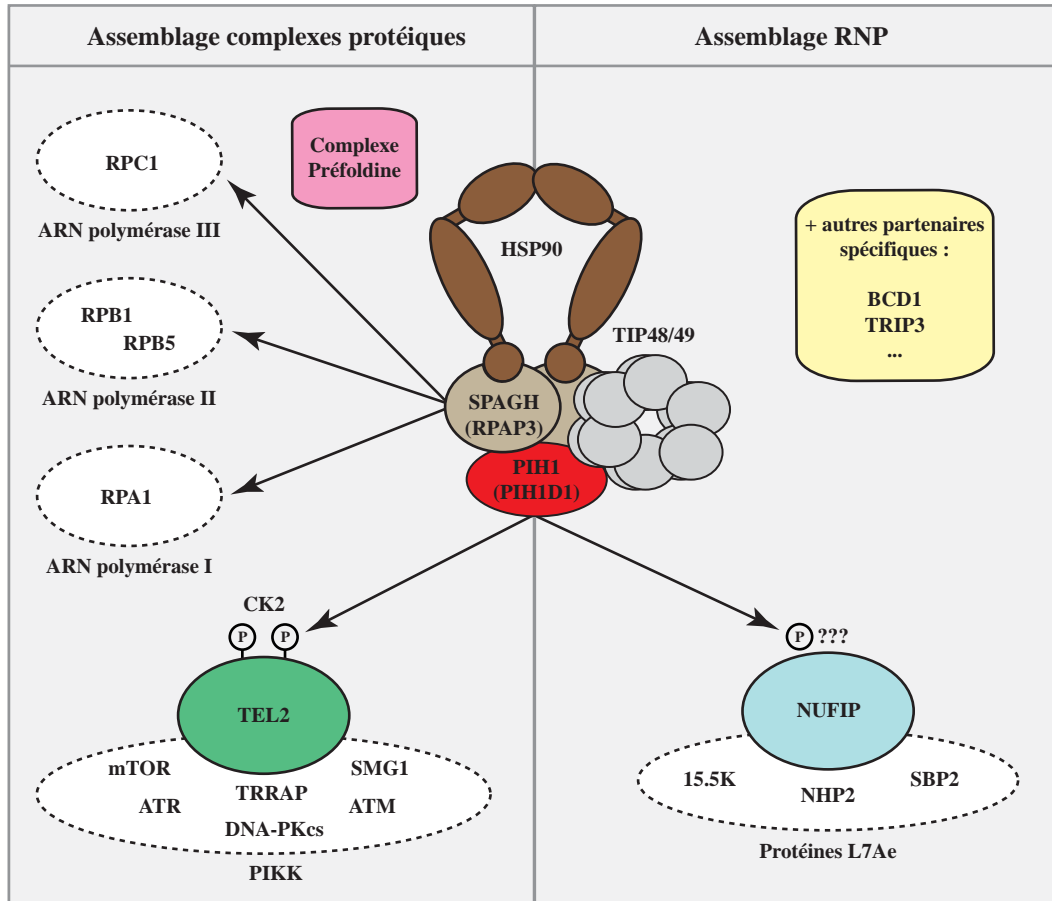 Assemblage complexes protéiques
Assemblage RNP
Complexe
Préfoldine
RPC1
ARN polymérase III
HSP90
+ autres partenaires
spécifiques :
BCD1
TRIP3
...
RPB1
RPB5
ARN polymérase II
TIP48/49
SPAGH
(RPAP3)
PIH1
(PIH1D1)
RPA1
ARN polymérase I
CK2
P
P
TEL2
mTOR
SMG1
ATR
TRRAP
ATM
DNA-PKcs
PIKK
P
???
NUFIP
15.5K
NHP2
SBP2
Protéines L7Ae